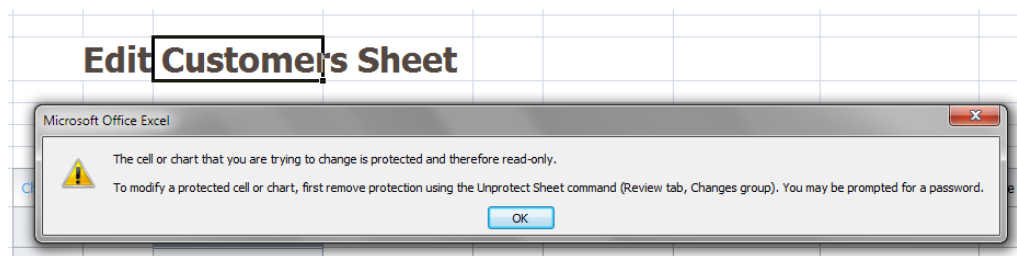 Edit Customers Sheet
Microsoft Office Excel
The cell or chart that you are trying to change is protected and therefore read-only.
To modify a protected cell or chart, first remove protection using the Unprotect Sheet command (Review tab, Changes group). You may be prompted for a password.
OK